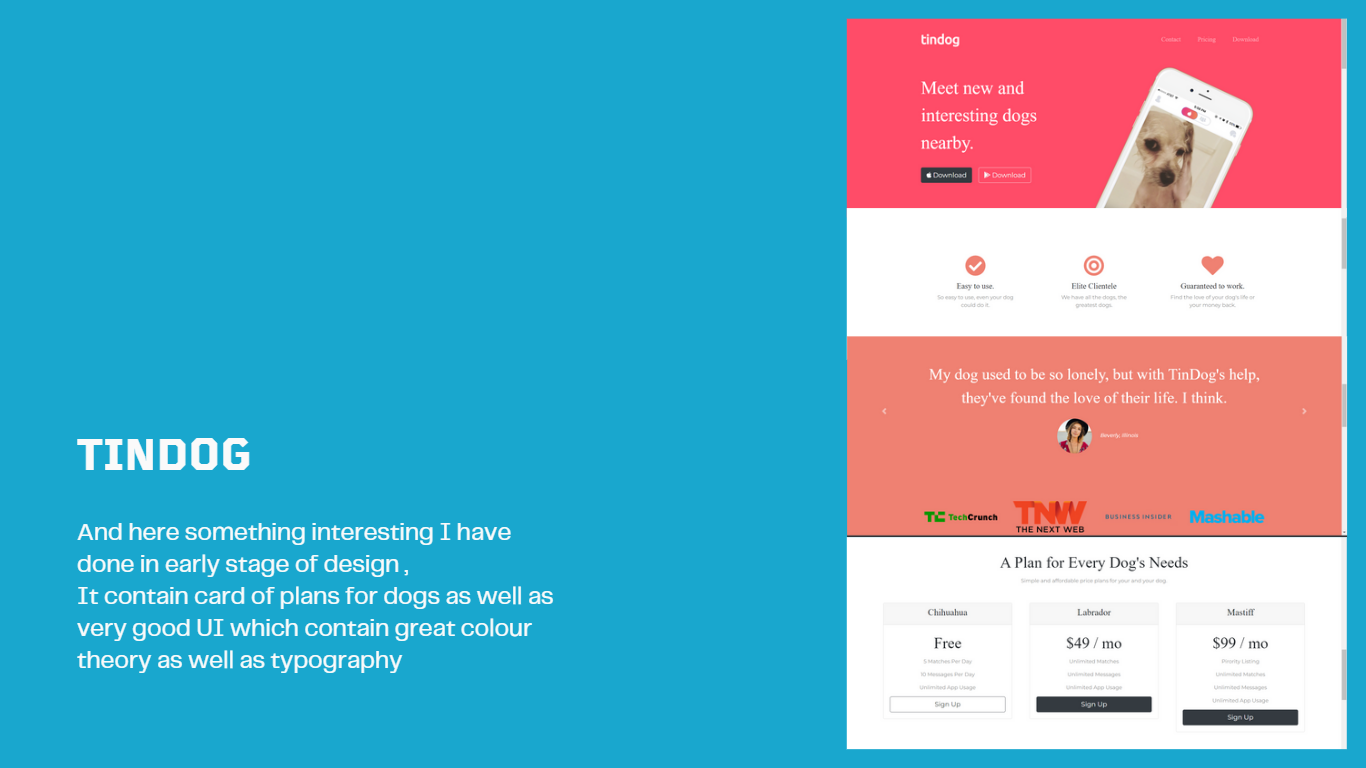 TINDOG
And here something interesting I have
done in early stage of design ,
It contain card of plans for dogs as well as
very good UI which contain great colour
theory as well as typography
tindog
Contact Pricing Download
Meet new and
interesting dogs
nearby.
Download Download
Easy to use.
So easy to use, even your dog
could do it.
Elite Clientele
We have all the dogs, the
greatest dogs.
Guaranteed to work.
Find the love of your dog's life or
your money back.
My dog used to be so lonely, but with TinDog's help,
they've found the love of their life. I think.
Beverly, Illinois
TC TechCrunch
TNW
THE NEXT WEB
BUSINESS INSIDER
Mashable
A Plan for Every Dog's Needs
Simple and affordable price plans for your and your dog.
Chihuahua
Free
5 Matches Per Day
10 Messages Per Day
Unlimited App Usage
Sign Up
Labrador
$49 / mo
Unlimited Matches
Unlimited Messages
Unlimited App Usage
Sign Up
Mastiff
$99 / mo
Priority Listing
Unlimited Matches
Unlimited Messages
Unlimited App Usage
Sign Up